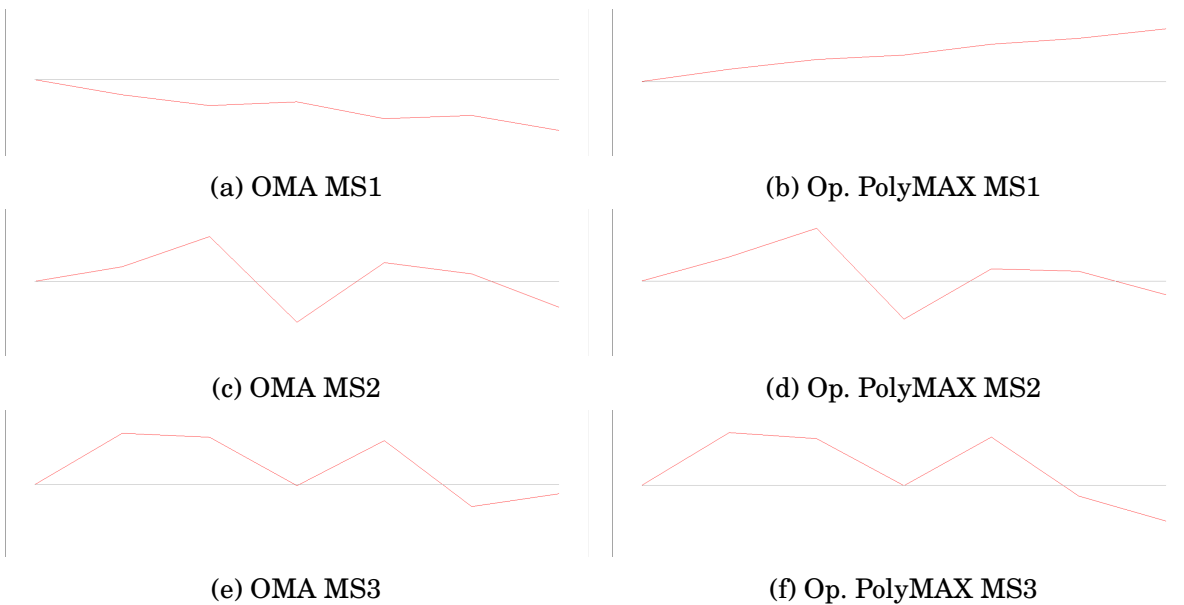 (a) OMA MS1
(b) Op. PolyMAX MS1
(c) OMA MS2
(d) Op. PolyMAX MS2
(e) OMA MS3
(f) Op. PolyMAX MS3